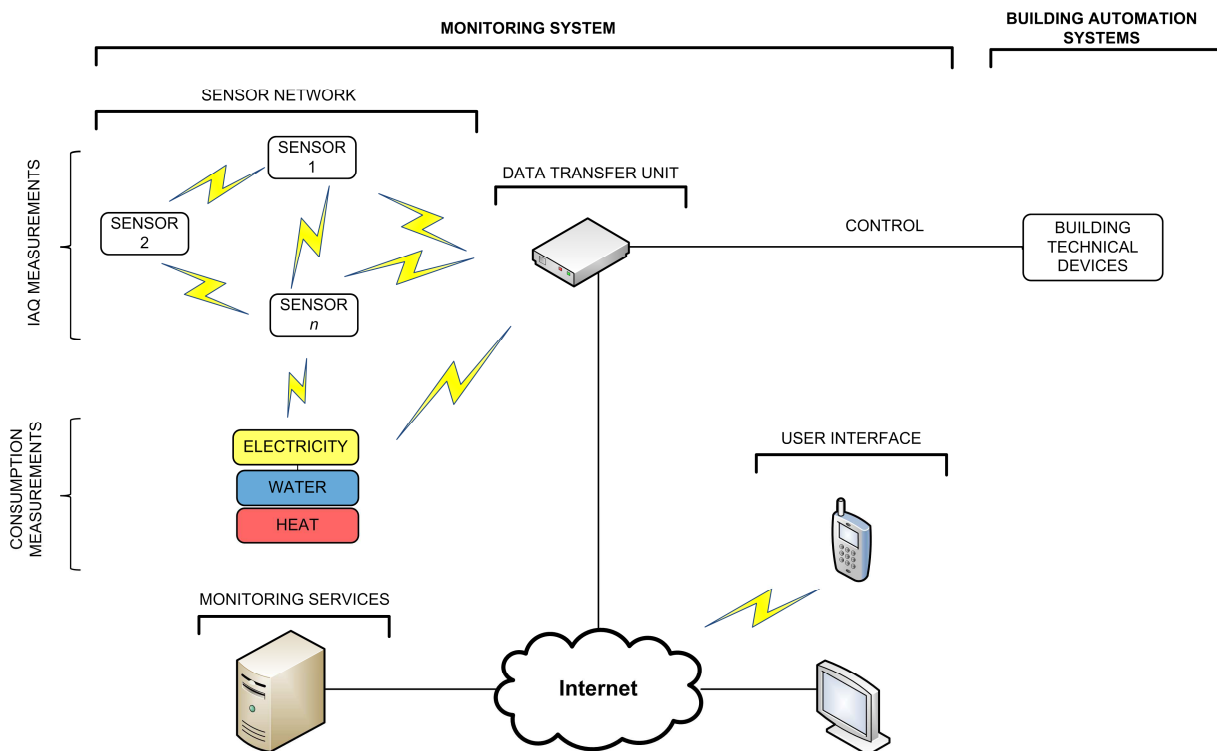 MONITORING SYSTEM
BUILDING AUTOMATION
SYSTEMS
SENSOR NETWORK
IAQ MEASUREMENTS
SENSOR
1
SENSOR
2
SENSOR
n
DATA TRANSFER UNIT
CONTROL
BUILDING
TECHNICAL
DEVICES
CONSUMPTION
MEASUREMENTS
ELECTRICITY
WATER
HEAT
USER INTERFACE
MONITORING SERVICES
Internet